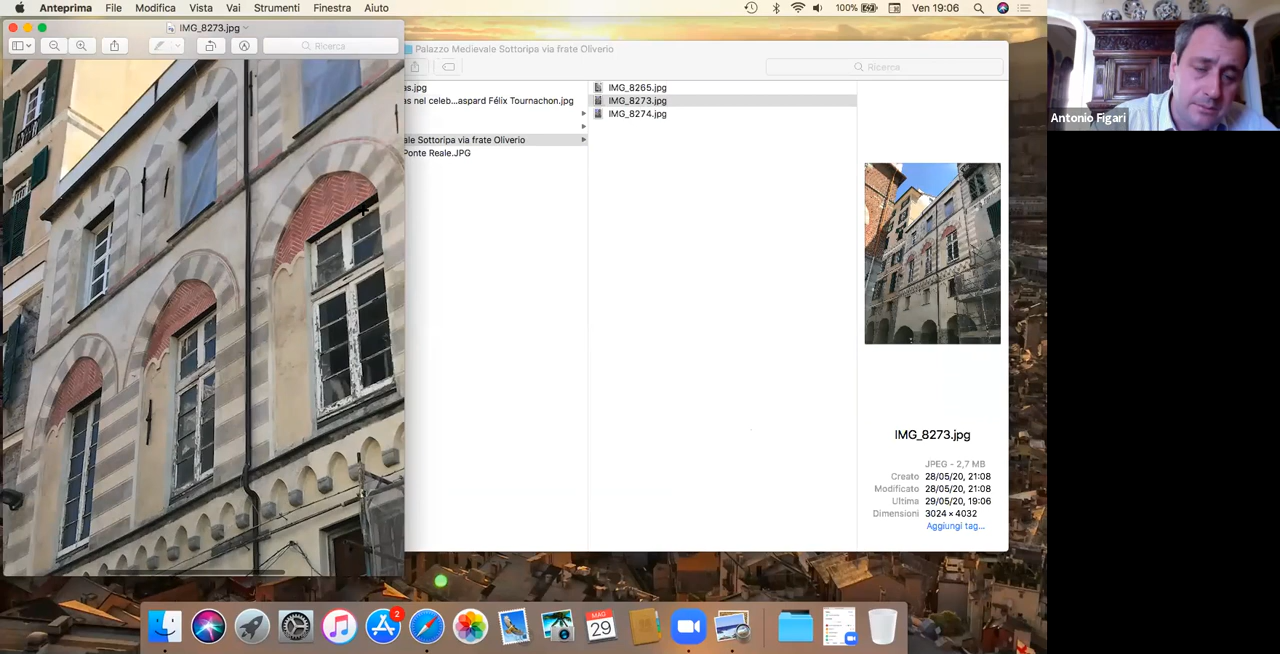 Anteprima File Modifica Vista Vai Strumenti Finestra Aiuto 100% Ven 19:06
IMG_8273.jpg
Ricerca
Palazzo Medievale Sottoripa via frate Oliverio
Ricerca
as.jpg
as nel celeb...aspard Félix Tournachon.jpg
ale Sottoripa via frate Oliverio
Ponte Reale.JPG
IMG_8265.jpg
IMG_8273.jpg
IMG_8274.jpg
IMG_8273.jpg
JPEG - 2,7 MB
Creato 28/05/20, 21:08
Modificato 28/05/20, 21:08
Ultima 29/05/20, 19:06
Dimensioni 3024 × 4032
Aggiungi tag...
Antonio Figari
2
MAG
29